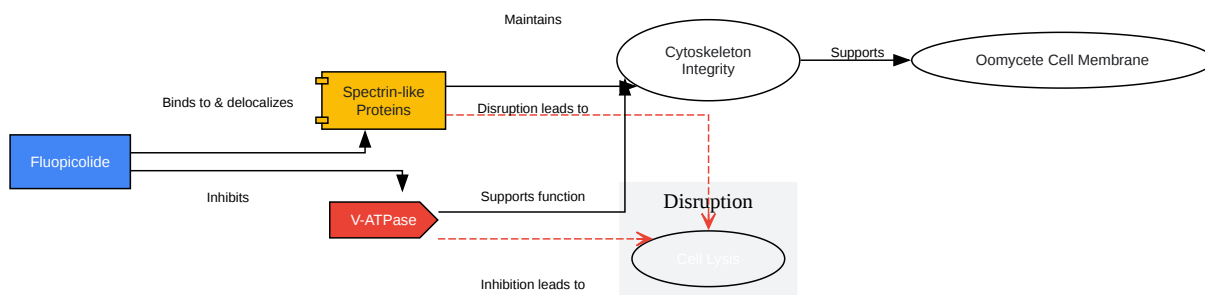 Maintains
Cytoskeleton
Integrity
Supports
Oomycete Cell Membrane
Spectrin-like
Proteins
Binds to & delocalizes
Disruption leads to
Fluopicolide
Inhibits
Supports function
Disruption
V-ATPase
Cell Lysis
Inhibition leads to